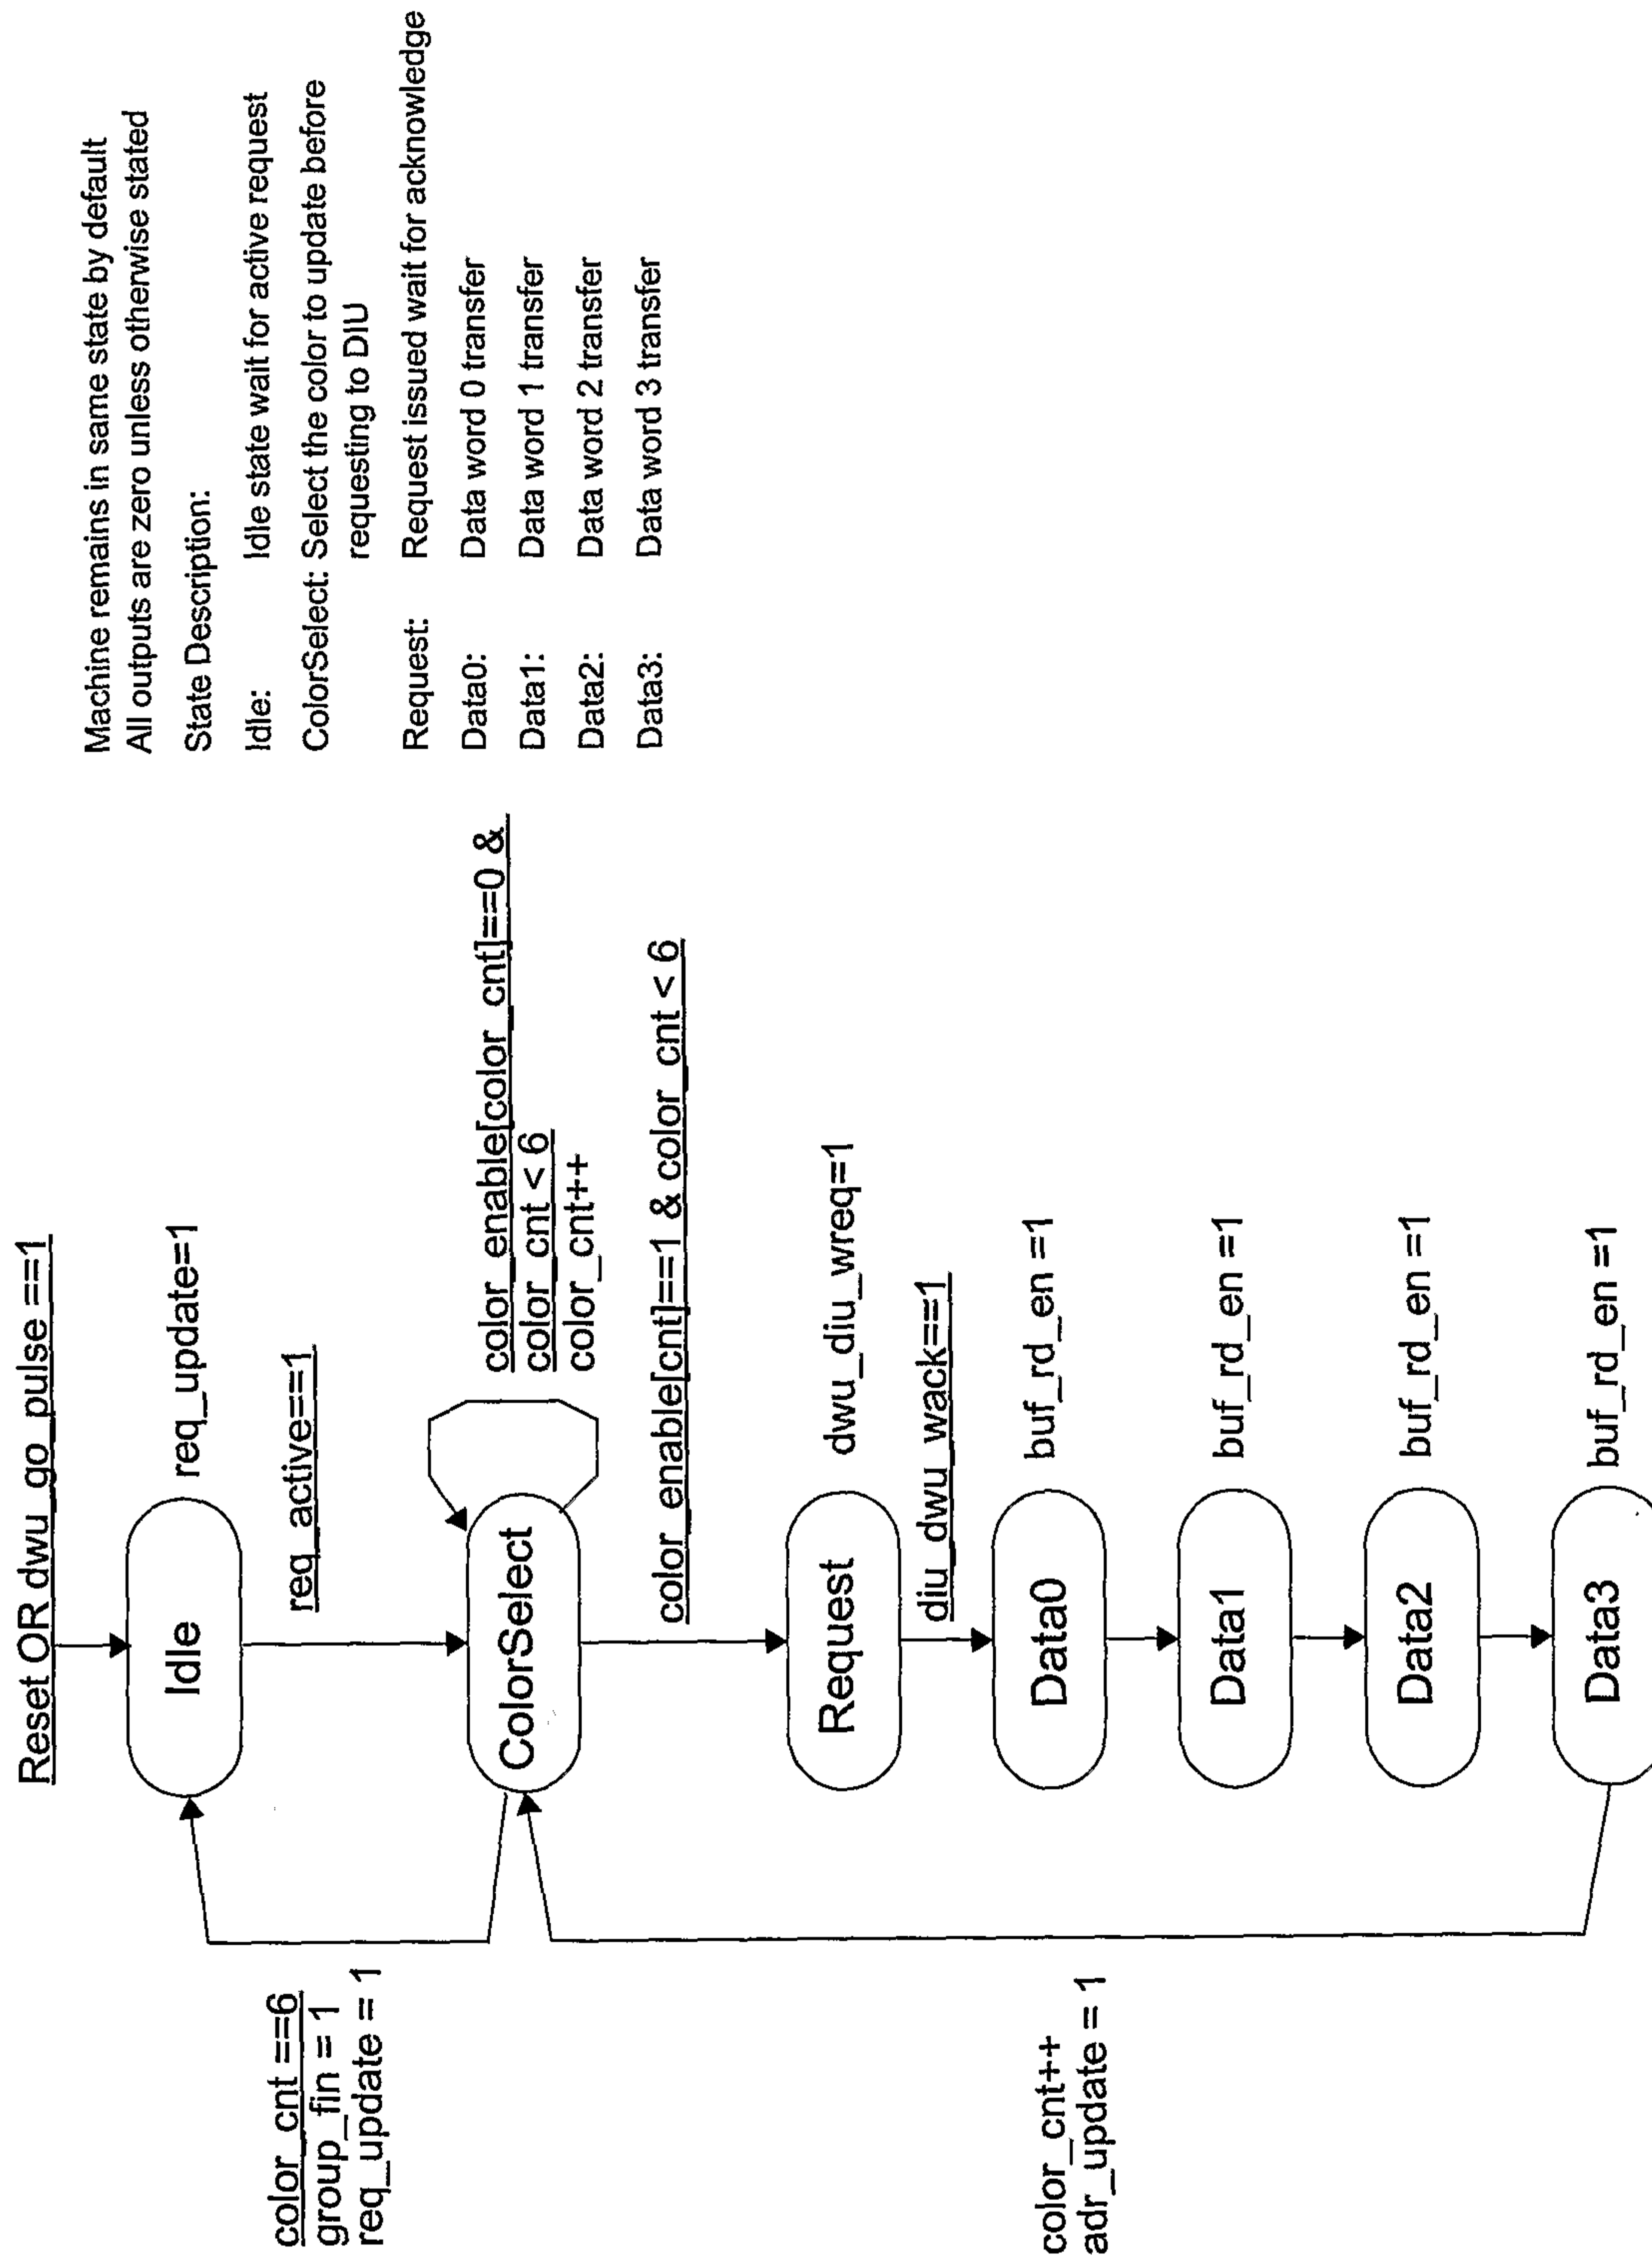 Reset OR dwu_go_pulse ==1
Idle
req_update=1
req_active==1
ColorSelect
color_enable[color_cnt]==0 &
color_cnt < 6
color_cnt++
color_cnt ==6
group_fin = 1
req_update = 1
color_enable[cnt]==1 & color_cnt < 6
Request
dwu_diu_wreq=1
diu_dwu_wack==1
Data0
buf_rd_en =1
Data1
buf_rd_en =1
Data2
buf_rd_en =1
Data3
buf_rd_en =1
color_cnt++
adr_update = 1
Machine remains in same state by default
All outputs are zero unless otherwise stated
State Description:
Idle: Idle state wait for active request
ColorSelect: Select the color to update before
requesting to DIU
Request: Request issued wait for acknowledge
Data0: Data word 0 transfer
Data1: Data word 1 transfer
Data2: Data word 2 transfer
Data3: Data word 3 transfer